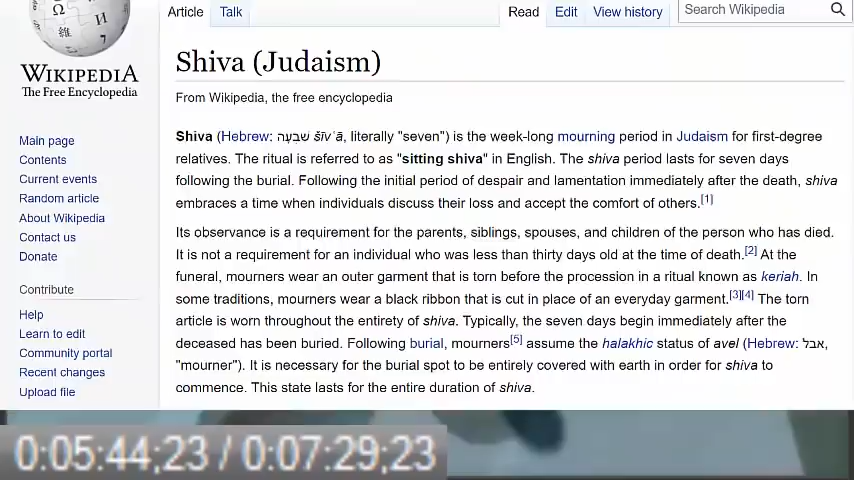 Article Talk Read Edit View history Search Wikipedia
Ω
維 И
WIKIPEDIA
The Free Encyclopedia
Main page
Contents
Current events
Random article
About Wikipedia
Contact us
Donate
Contribute
Help
Learn to edit
Community portal
Recent changes
Upload file
Shiva (Judaism)
From Wikipedia, the free encyclopedia
Shiva (Hebrew: שִׁבְעָה šīvʿā, literally "seven") is the week-long mourning period in Judaism for first-degree
relatives. The ritual is referred to as "sitting shiva" in English. The shiva period lasts for seven days
following the burial. Following the initial period of despair and lamentation immediately after the death, shiva
embraces a time when individuals discuss their loss and accept the comfort of others.[1]
Its observance is a requirement for the parents, siblings, spouses, and children of the person who has died.
It is not a requirement for an individual who was less than thirty days old at the time of death.[2] At the
funeral, mourners wear an outer garment that is torn before the procession in a ritual known as keriah. In
some traditions, mourners wear a black ribbon that is cut in place of an everyday garment.[3][4] The torn
article is worn throughout the entirety of shiva. Typically, the seven days begin immediately after the
deceased has been buried. Following burial, mourners[5] assume the halakhic status of avel (Hebrew: אבל,
"mourner"). It is necessary for the burial spot to be entirely covered with earth in order for shiva to
commence. This state lasts for the entire duration of shiva.
0:05:44;23 / 0:07:29;23